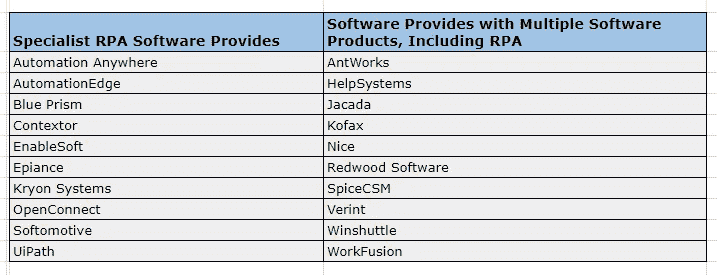 Specialist RPA Software Provides
Software Provides with Multiple Software
Products, Including RPA
Automation Anywhere AntWorks
AutomationEdge HelpSystems
Blue Prism Jacada
Contextor Kofax
EnableSoft Nice
Epiance Redwood Software
Kryon Systems SpiceCSM
OpenConnect Verint
Softomotive Winshuttle
UiPath WorkFusion